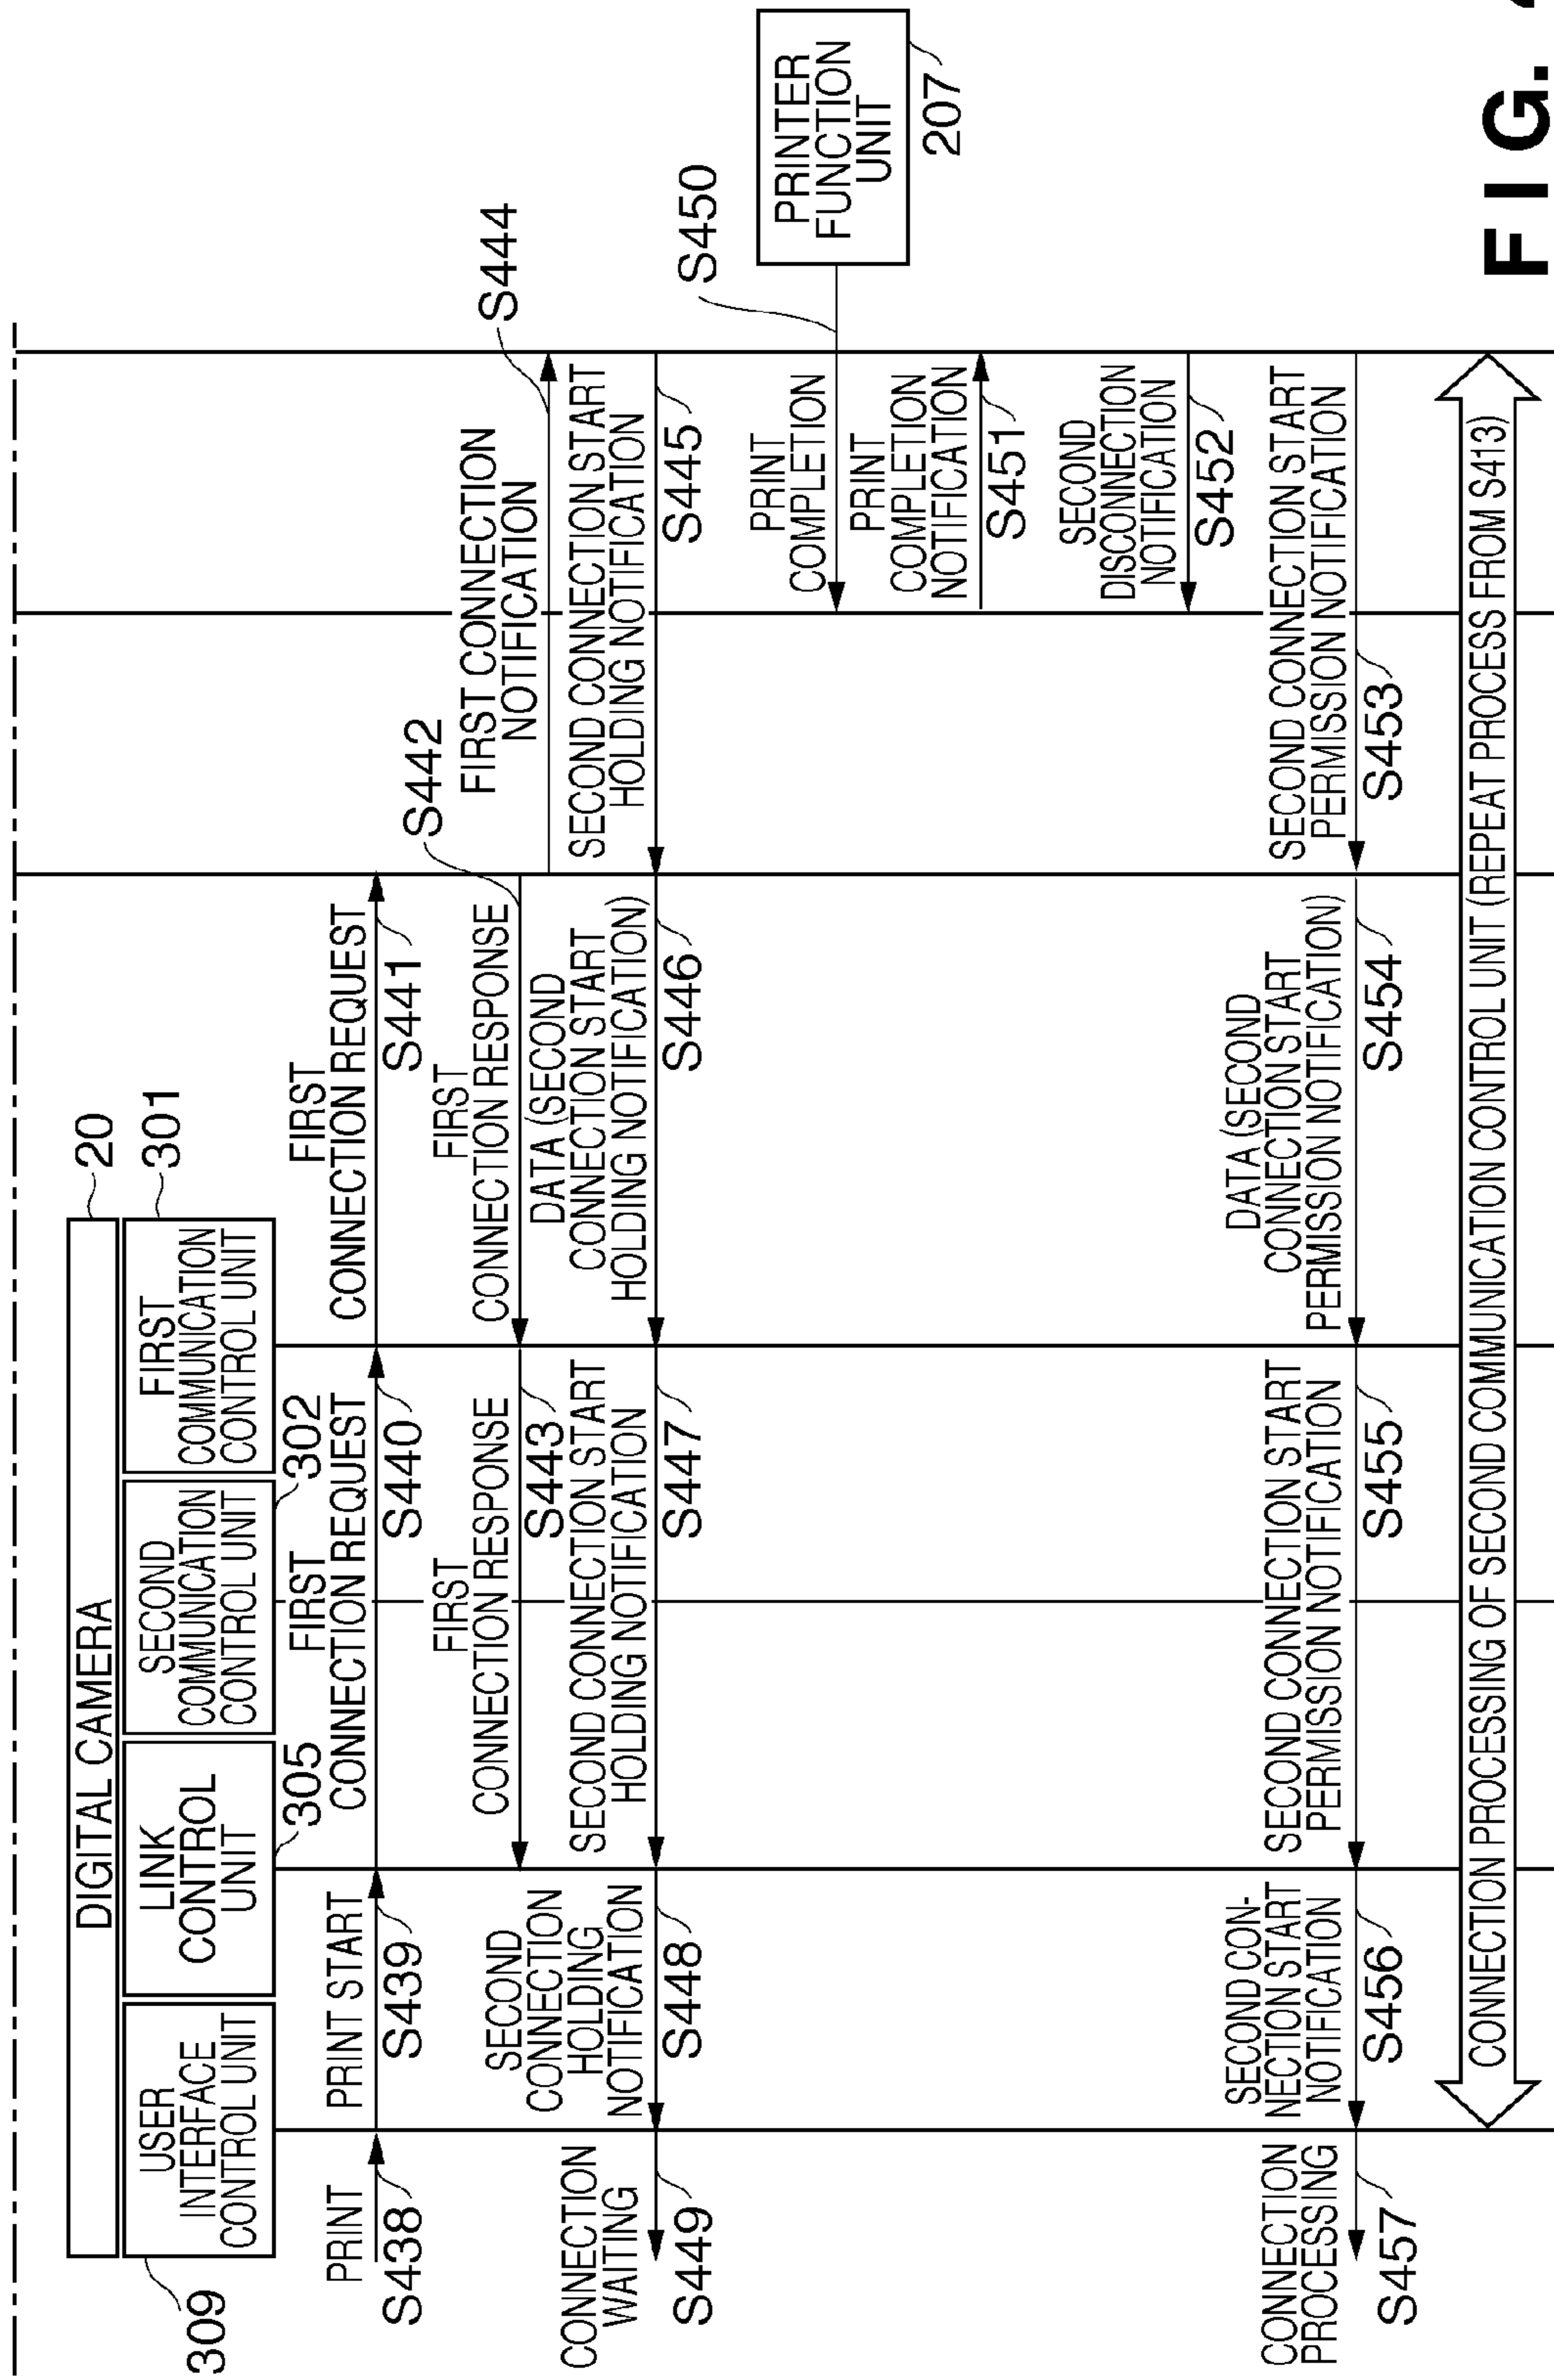 DIGITAL CAMERA
20
USER
INTERFACE
CONTROL UNIT
309
LINK
CONTROL
UNIT
305
SECOND
COMMUNICATION
CONTROL UNIT
302
FIRST
COMMUNICATION
CONTROL UNIT
301
PRINT
S438
PRINT START
S439
FIRST
CONNECTION REQUEST
S440
FIRST
CONNECTION REQUEST
S441
FIRST
CONNECTION RESPONSE
S442
FIRST
CONNECTION RESPONSE
S443
FIRST CONNECTION
NOTIFICATION
S444
SECOND CONNECTION START
HOLDING NOTIFICATION
S445
DATA (SECOND
CONNECTION START
HOLDING NOTIFICATION)
S446
SECOND CONNECTION START
HOLDING NOTIFICATION
S447
SECOND
CONNECTION
HOLDING
NOTIFICATION
S448
CONNECTION
WAITING
S449
PRINTER
FUNCTION
UNIT
207
S450
PRINT
COMPLETION
PRINT
COMPLETION
NOTIFICATION
S451
SECOND
DISCONNECTION
NOTIFICATION
S452
SECOND CONNECTION START
PERMISSION NOTIFICATION
S453
DATA (SECOND
CONNECTION START
PERMISSION NOTIFICATION)
S454
SECOND CONNECTION START
PERMISSION NOTIFICATION
S455
SECOND CON-
NECTION START
NOTIFICATION
S456
CONNECTION
PROCESSING
S457
CONNECTION PROCESSING OF SECOND COMMUNICATION CONTROL UNIT (REPEAT PROCESS FROM S413)
FIG.